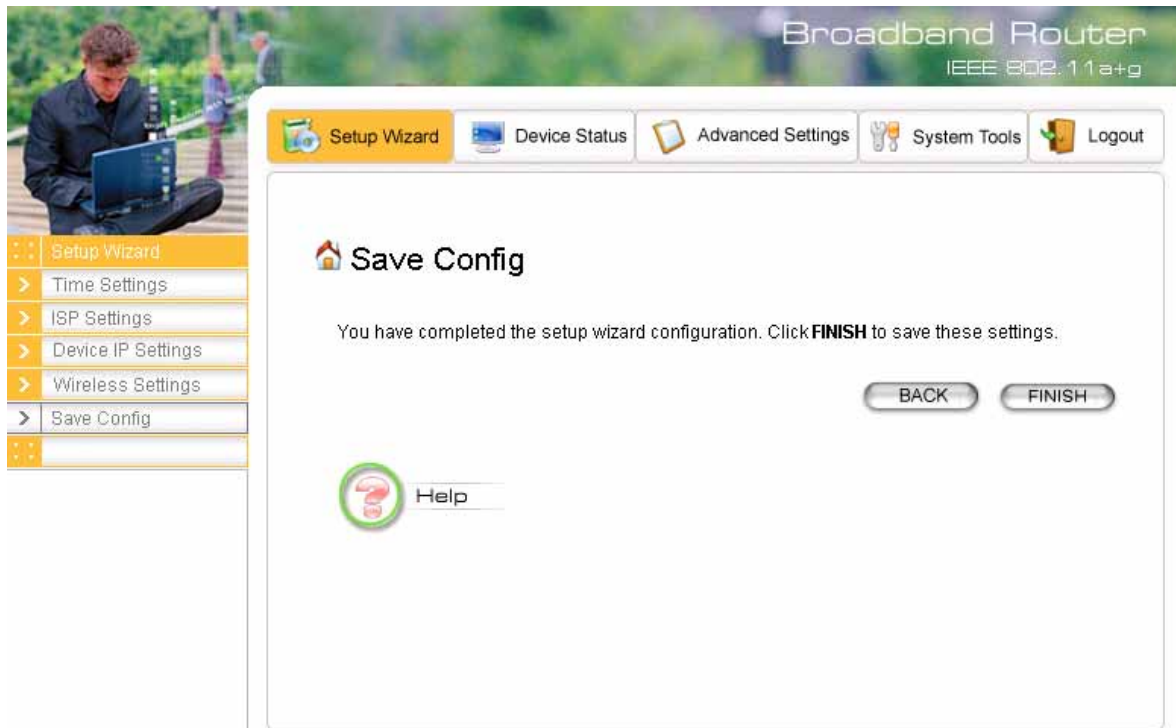 Broadband Router
IEEE 802.11a+g
Setup Wizard
Device Status
Advanced Settings
System Tools
Logout
Setup Wizard
Time Settings
ISP Settings
Device IP Settings
Wireless Settings
Save Config
Save Config
You have completed the setup wizard configuration. Click FINISH to save these settings.
BACK
FINISH
Help